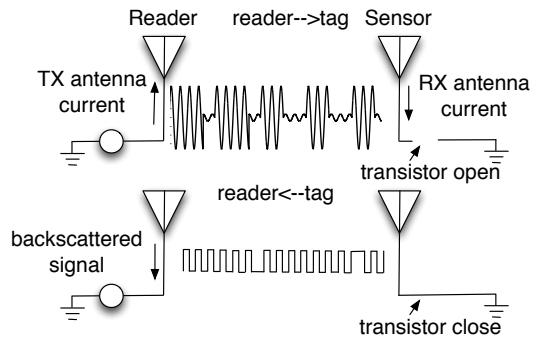 Reader
reader-->tag
Sensor
TX antenna
current
RX antenna
current
transistor open
reader<--tag
backscattered
signal
transistor close